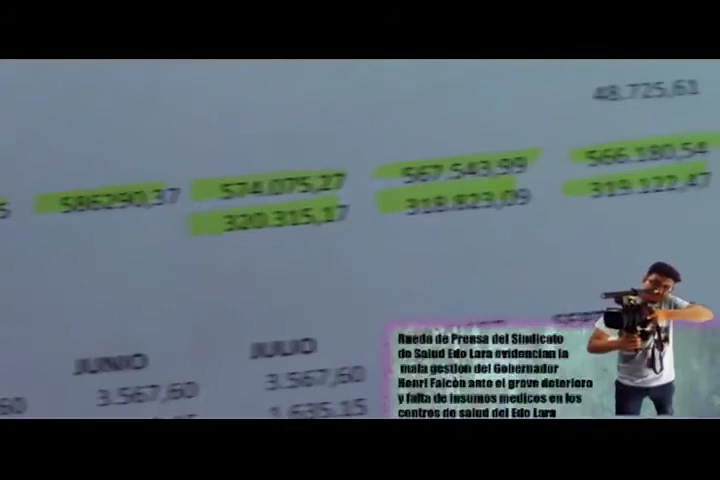 48.725,61
586290,37 574.075,27 567.543,99 566.180,54
320.315,17 318.823,09 319.122,47
JUNIO JULIO
3.567,60 3.567,60
1.635,15
Rueda de Prensa del Sindicato
de Salud Edo Lara evidencian la
mala gestion del Gobernador
Henri Falcòn ante el grave deterioro
y falta de insumos medicos en los
centros de salud del Edo Lara